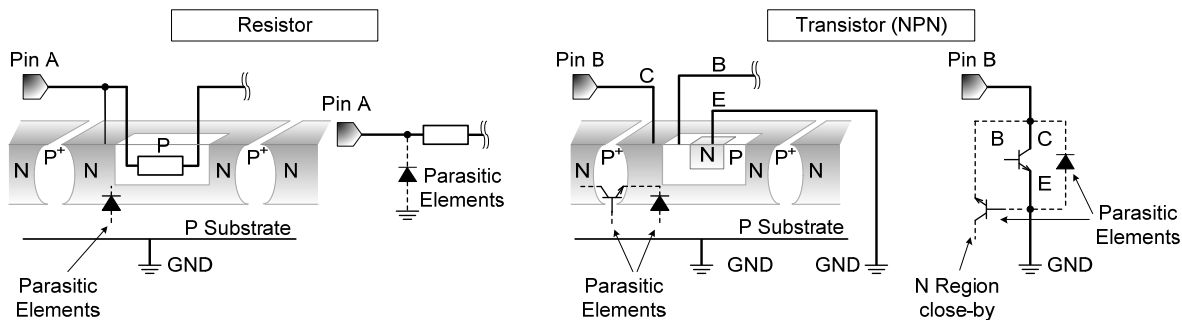 Resistor
Pin A
P
N
P+
N
N
P+
N
Parasitic
Elements
P Substrate
GND
Pin A
Parasitic
Elements
Transistor (NPN)
Pin B
C
B
E
N
P+
N
N
P
N
P+
N
P Substrate
Parasitic
Elements
GND
GND
Pin B
B
C
E
Parasitic
Elements
GND
N Region
close-by